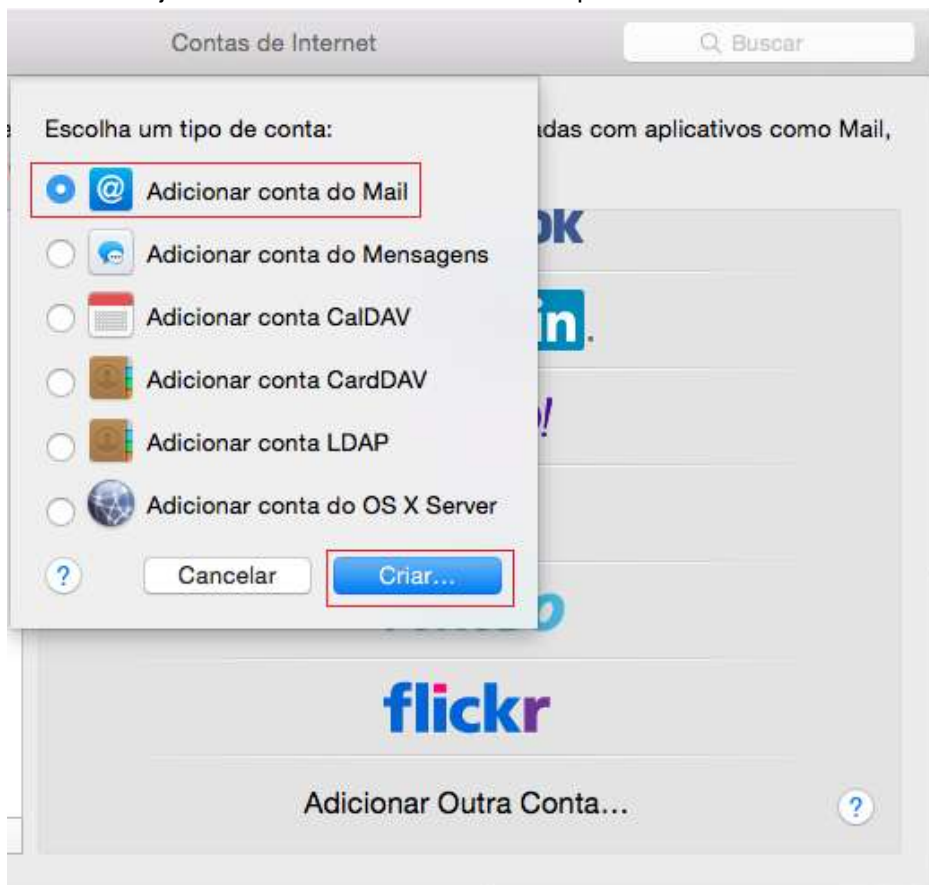 Contas de Internet
Buscar
Escolha um tipo de conta:
com aplicativos como Mail,
Adicionar conta do Mail
Adicionar conta do Mensagens
in.
Adicionar conta CalDAV
Adicionar conta CardDAV
Adicionar conta LDAP
Adicionar conta do OS X Server
?
Cancelar
Criar...
flickr
Adicionar Outra Conta...
?